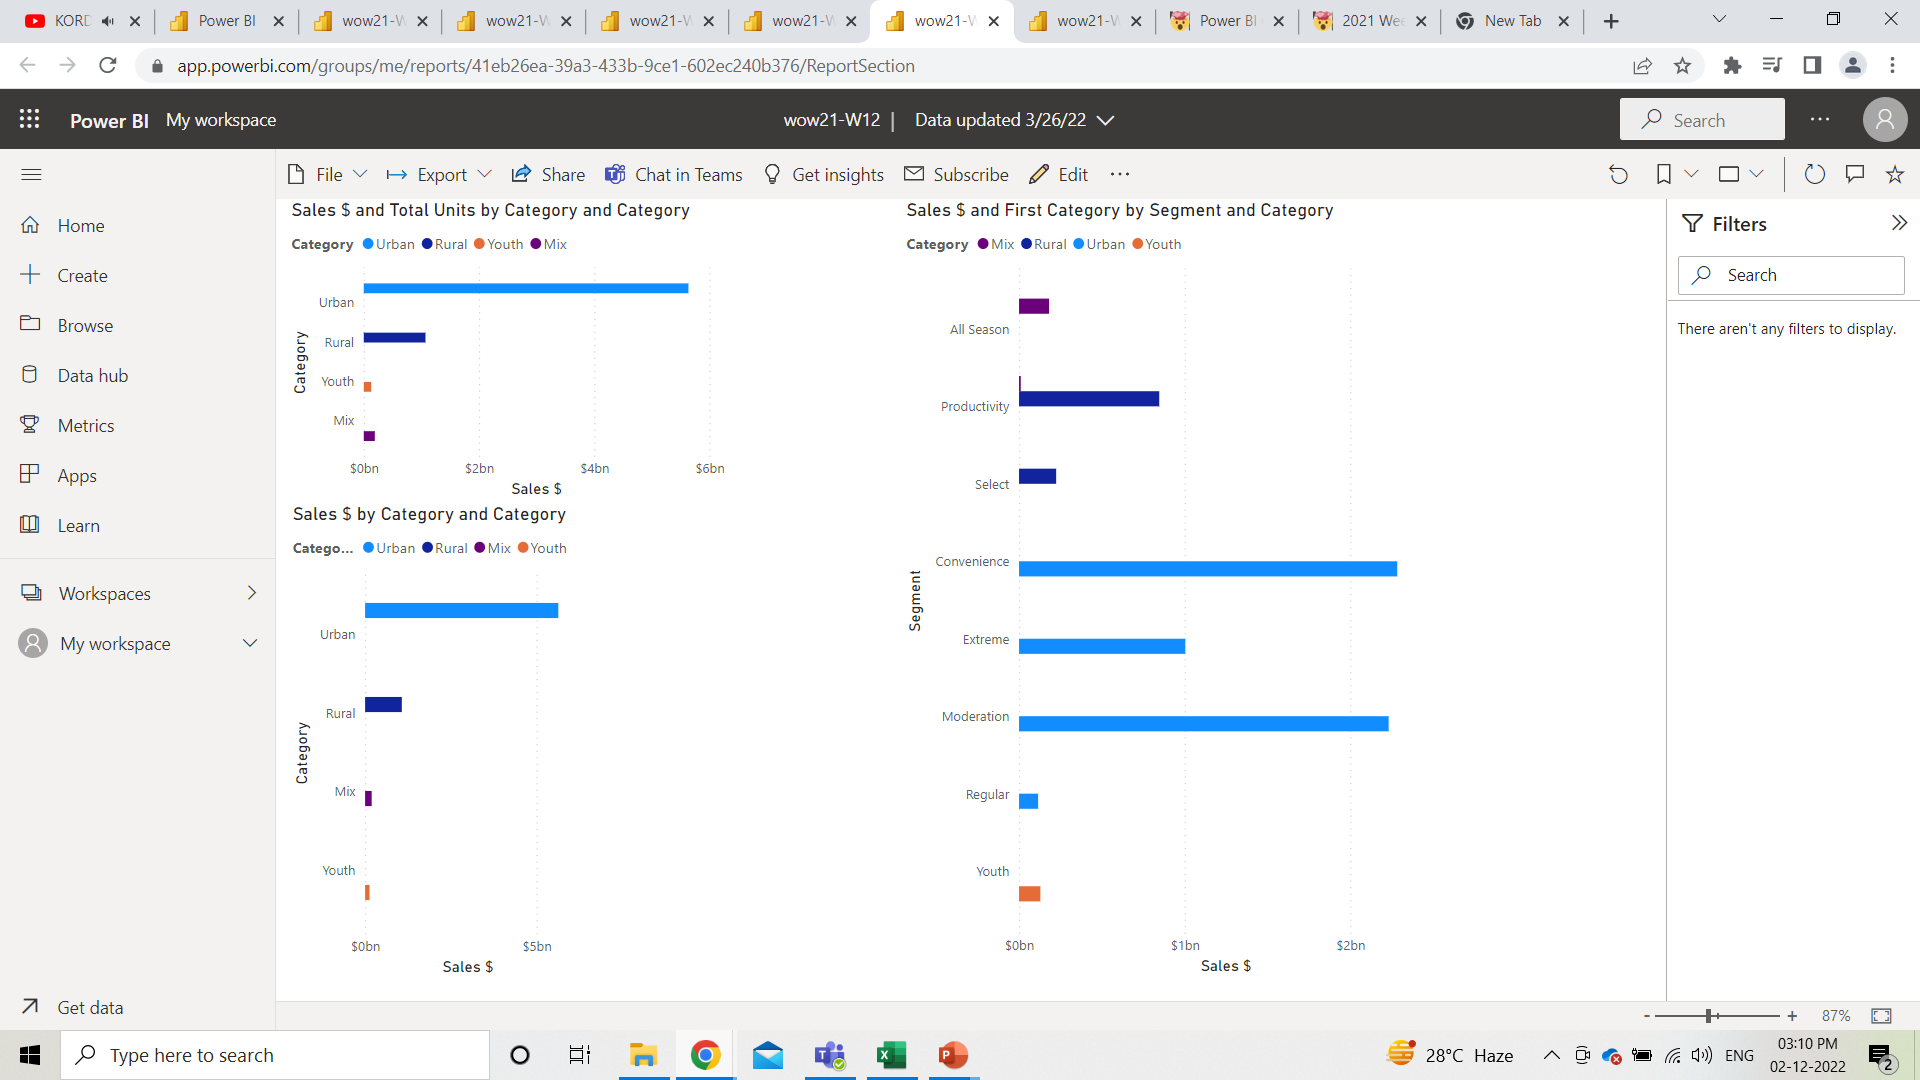 KORD
Power BI
wow21-W
wow21-W
wow21-W
wow21-W
wow21-W
wow21-W
Power BI
2021 Wee
New Tab
app.powerbi.com/groups/me/reports/41eb26ea-39a3-433b-9ce1-602ec240b376/ReportSection
Power BI My workspace
wow21-W12 | Data updated 3/26/22
Search
File
Export
Share
Chat in Teams
Get insights
Subscribe
Edit
Home
Create
Browse
Data hub
Metrics
Apps
Learn
Workspaces
My workspace
Get data
Sales $ and Total Units by Category and Category
Category Urban Rural Youth Mix
Category
Urban
Rural
Youth
Mix
$0bn $2bn $4bn $6bn
Sales $
Sales $ by Category and Category
Catego... Urban Rural Mix Youth
Category
Urban
Rural
Mix
Youth
$0bn $5bn
Sales $
Sales $ and First Category by Segment and Category
Category Mix Rural Urban Youth
Segment
All Season
Productivity
Select
Convenience
Extreme
Moderation
Regular
Youth
$0bn $1bn $2bn
Sales $
Filters
Search
There aren't any filters to display.
- + 87%
Type here to search
28°C Haze
ENG
03:10 PM
02-12-2022
2